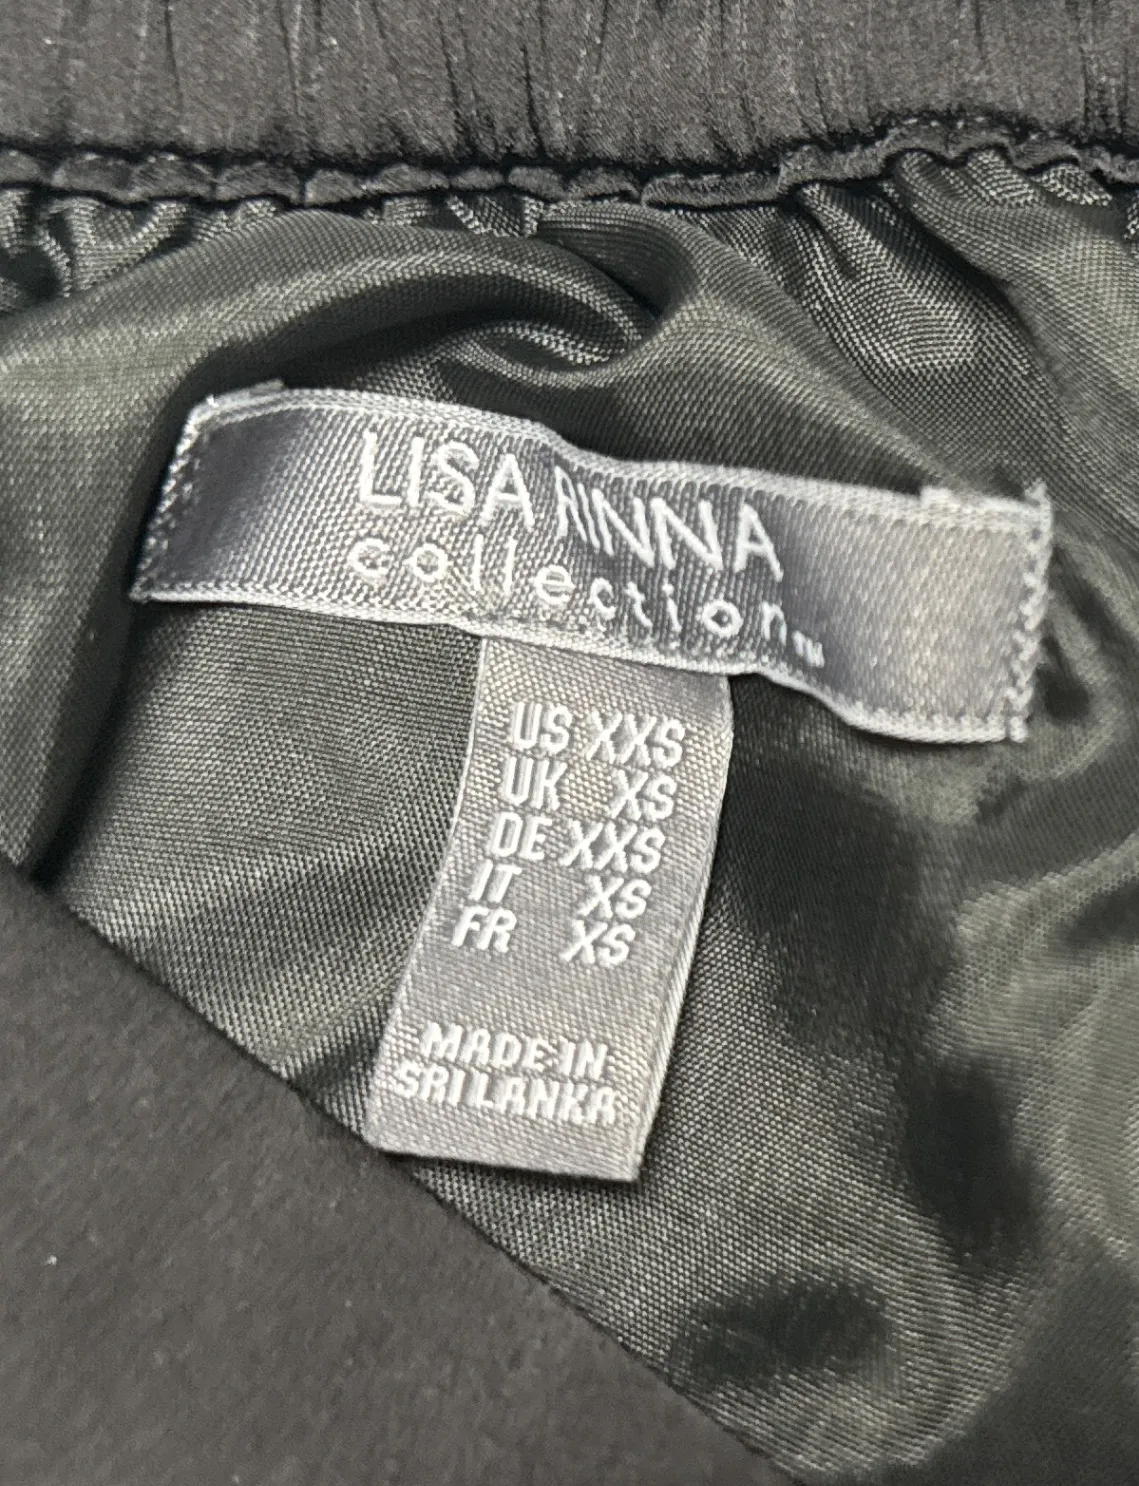 LISA RINNA
collection™
US XXS
UK XS
DE XXS
IT XS
FR XS
MADE IN
SRI LANKA